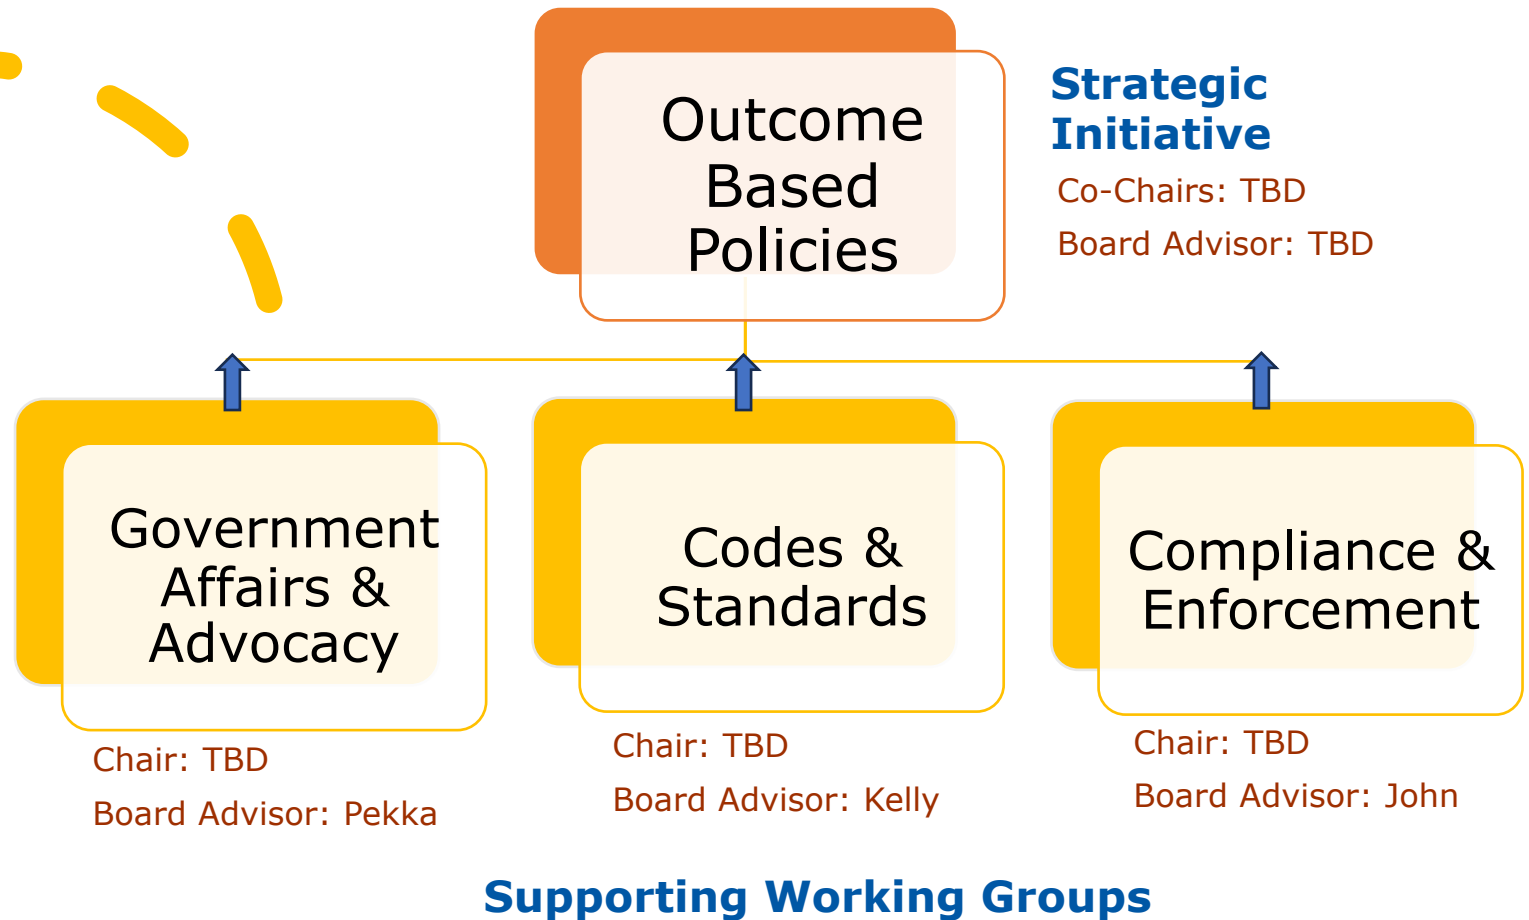 Outcome
Based
Policies
Strategic
Initiative
Co-Chairs: TBD
Board Advisor: TBD
Government
Affairs &
Advocacy
Chair: TBD
Board Advisor: Pekka
Codes &
Standards
Chair: TBD
Board Advisor: Kelly
Compliance &
Enforcement
Chair: TBD
Board Advisor: John
Supporting Working Groups